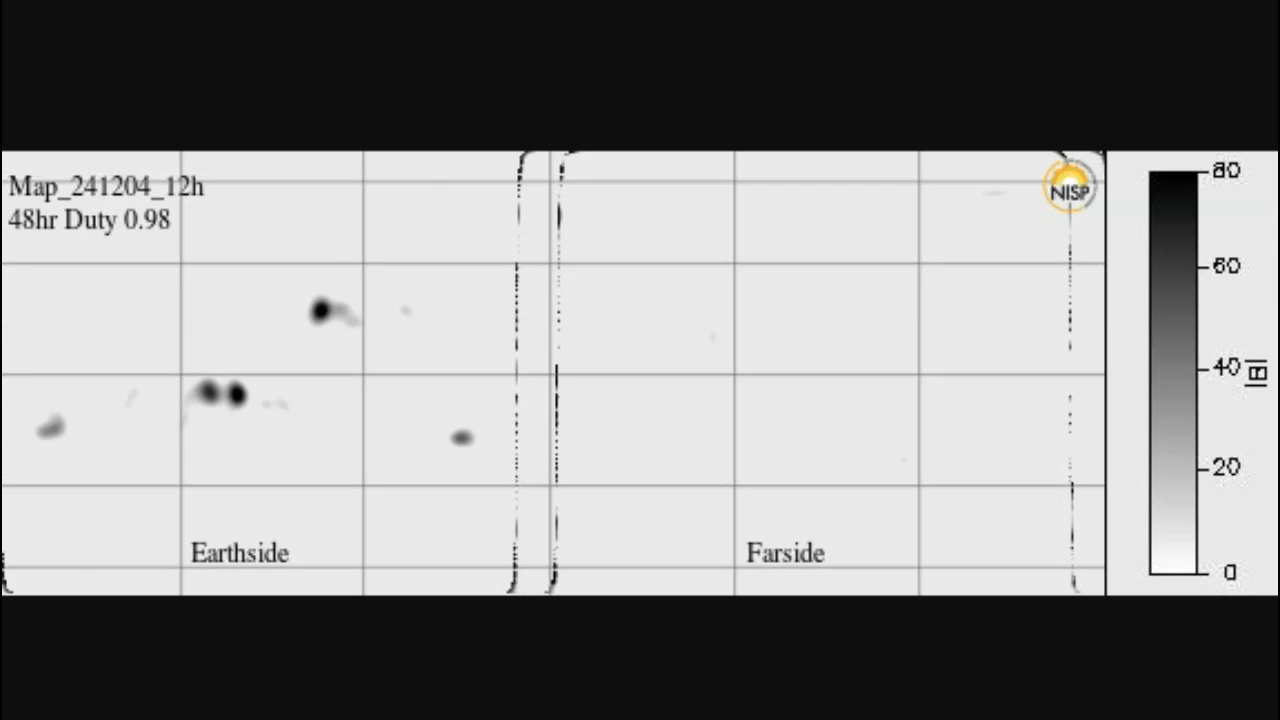 Map_241204_12h
48hr Duty 0.98
NISP
Earthside
Farside
80
60
40
20
0
|B|